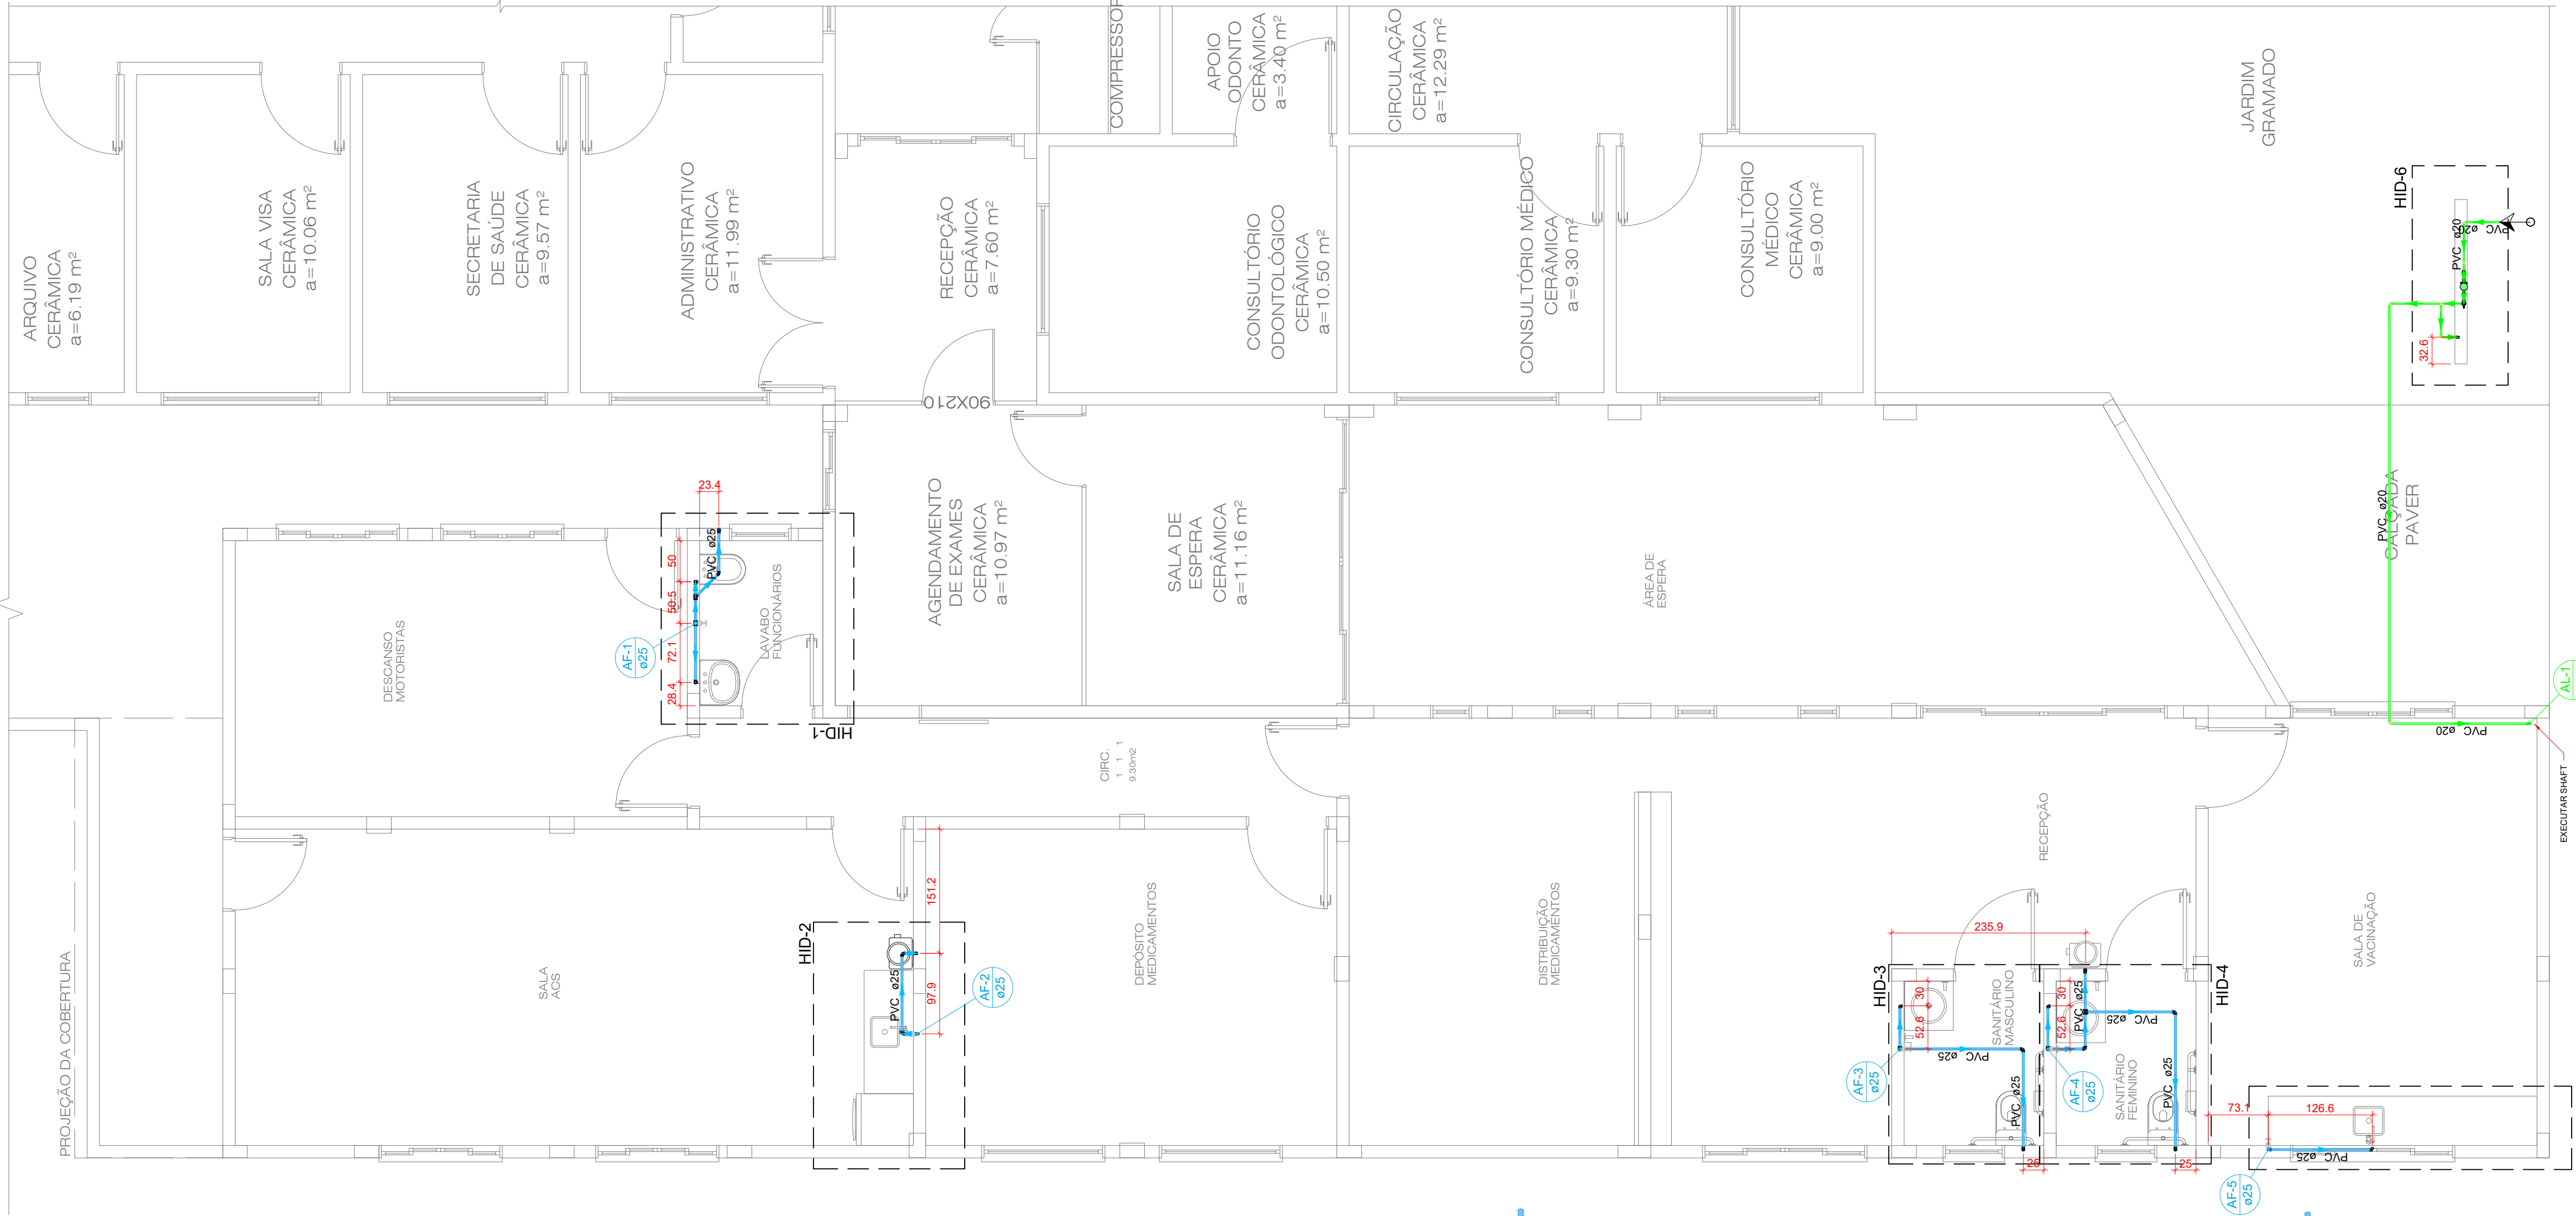 ARQUIVO
CERÂMICA
a=6.19 m²
SALA VISA
CERÂMICA
a=10.06 m²
SECRETARIA
DE SAÚDE
CERÂMICA
a=9.57 m²
ADMINISTRATIVO
CERÂMICA
a=11.99 m²
RECEPÇÃO
CERÂMICA
a=7.60 m²
COMPRESSOR
APOIO
ODONTO
CERÂMICA
a=3.40 m²
CIRCULAÇÃO
CERÂMICA
a=12.29 m²
CONSULTÓRIO
ODONTOLÓGICO
CERÂMICA
a=10.50 m²
CONSULTÓRIO MÉDICO
CERÂMICA
a=9.30 m²
CONSULTÓRIO
MÉDICO
CERÂMICA
a=9.00 m²
JARDIM
GRAMADO
HID-6
PVC ø20
PVC ø20
32.6
90X210
AGENDAMENTO
DE EXAMES
CERÂMICA
a=10.97 m²
SALA DE
ESPERA
CERÂMICA
a=11.16 m²
ÁREA DE
ESPERA
CALÇADA
PAVER
PVC ø20
PVC ø20
AL-1
EXECUTAR SHAFT
DESCANSO
MOTORISTAS
LAVABO
FUNCIONÁRIOS
23.4
50
50.5
72.1
28.4
PVC ø25
AF-1
ø25
HID-1
CIRC.
1 1 1
9.30m2
PROJEÇÃO DA COBERTURA
SALA
ACS
HID-2
PVC ø25
151.2
97.9
AF-2
ø25
DEPÓSITO
MEDICAMENTOS
DISTRIBUIÇÃO
MEDICAMENTOS
RECEPÇÃO
235.9
HID-3
30
52.6
SANITÁRIO
MASCULINO
PVC ø25
PVC ø25
AF-3
ø25
25
HID-4
30
52.6
PVC ø25
PVC ø25
PVC ø25
AF-4
ø25
SANITÁRIO
FEMININO
25
SALA DE
VACINAÇÃO
73.1
126.6
PVC ø25
AF-5
ø25